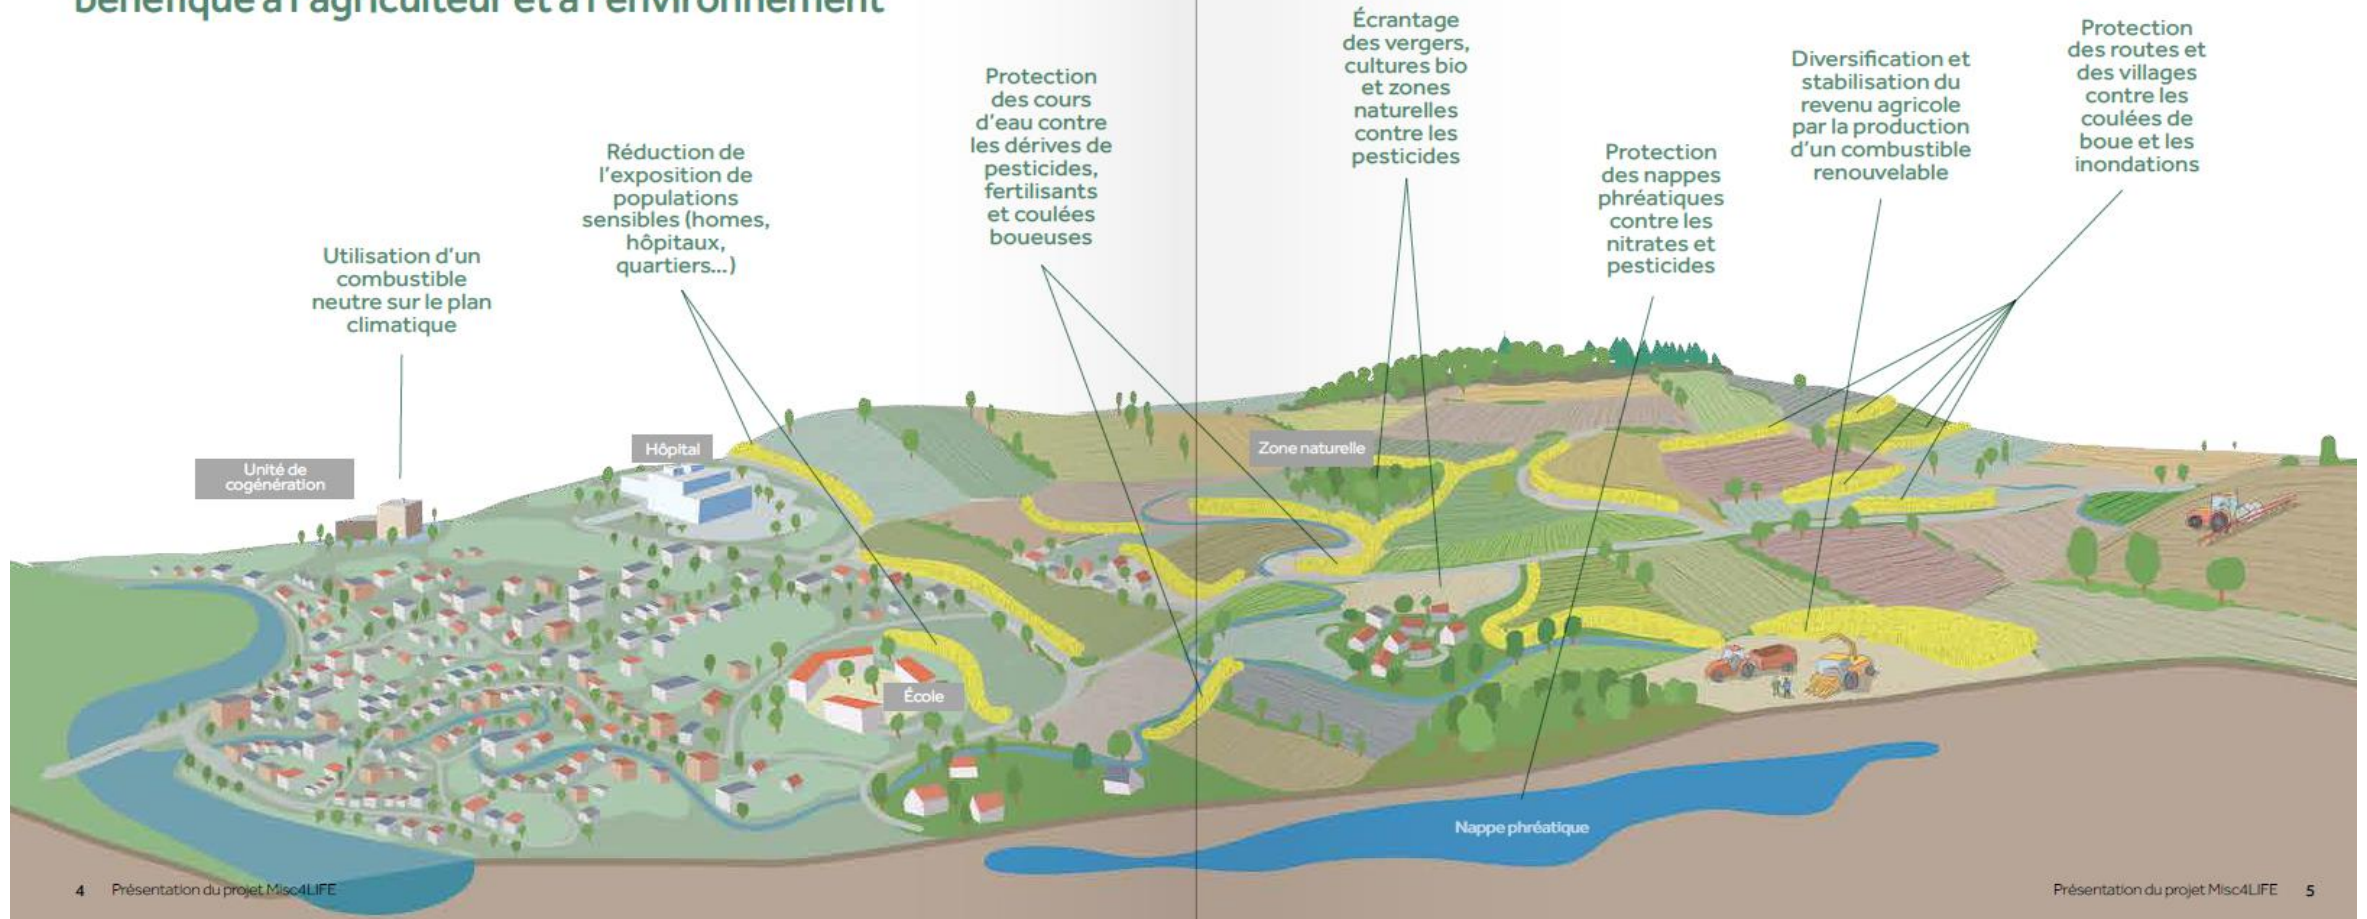 bénéfique à l'agriculteur et à l'environnement
Utilisation d'un
combustible
neutre sur le plan
climatique
Réduction de
l'exposition de
populations
sensibles (homes,
hôpitaux,
quartiers...)
Protection
des cours
d'eau contre
les dérives de
pesticides,
fertilisants
et coulées
boueuses
Écrantage
des vergers,
cultures bio
et zones
naturelles
contre les
pesticides
Protection
des nappes
phréatiques
contre les
nitrates et
pesticides
Diversification et
stabilisation du
revenu agricole
par la production
d'un combustible
renouvelable
Protection
des routes et
des villages
contre les
coulées de
boue et les
inondations
Unité de
cogénération
Hôpital
Zone naturelle
École
Nappe phréatique
4 Présentation du projet Misc4LIFE
Présentation du projet Misc4LIFE 5